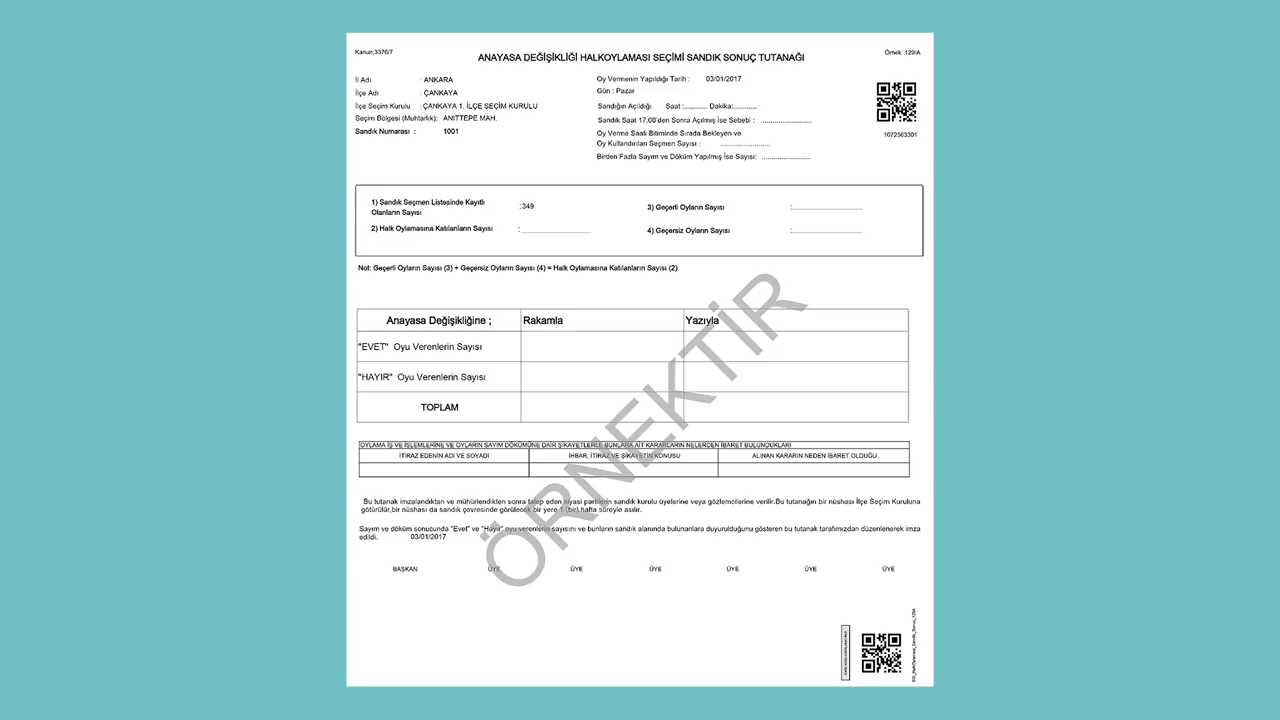 Kanun;3376/7
ANAYASA DEĞİŞİKLİĞİ HALKOYLAMASI SEÇİMİ SANDIK SONUÇ TUTANAĞI
Örnek: 129/A
İl Adı : ANKARA
İlçe Adı : ÇANKAYA
İlçe Seçim Kurulu : ÇANKAYA 1. İLÇE SEÇİM KURULU
Seçim Bölgesi (Muhtarlık): ANITTEPE MAH.
Sandık Numarası : 1001
Oy Vermenin Yapıldığı Tarih : 03/01/2017
Gün : Pazar
Sandığın Açıldığı Saat :........... Dakika:...........
Sandık Saat 17.00'den Sonra Açılmış İse Sebebi : .......................
Oy Verme Saati Bitiminde Sırada Bekleyen ve
Oy Kullandırılan Seçmen Sayısı : .......................
Birden Fazla Sayım ve Döküm Yapılmış İse Sayısı: .......................
1072563301
1) Sandık Seçmen Listesinde Kayıtlı
Olanların Sayısı :349
2) Halk Oylamasına Katılanların Sayısı :
3) Geçerli Oyların Sayısı :
4) Geçersiz Oyların Sayısı :
Not: Geçerli Oyların Sayısı (3) + Geçersiz Oyların Sayısı (4) = Halk Oylamasına Katılanların Sayısı (2)
Anayasa Değişikliğine ; Rakamla Yazıyla
"EVET" Oyu Verenlerin Sayısı
"HAYIR" Oyu Verenlerin Sayısı
TOPLAM
ÖRNEKTİR
OYLAMA İŞ VE İŞLEMLERİNE VE OYLARIN SAYIM DÖKÜMÜNE DAİR ŞİKAYETLERLE BUNLARA AİT KARARLARIN NELERDEN İBARET BULUNDUKLARI
İTİRAZ EDENİN ADI VE SOYADI İHBAR, İTİRAZ VE ŞİKAYETİN KONUSU ALINAN KARARIN NEDEN İBARET OLDUĞU
Bu tutanak imzalandıktan ve mühürlendikten sonra talep eden siyasi partilerin sandık kurulu üyelerine veya gözlemcilerine verilir.Bu tutanağın bir nüshası İlçe Seçim Kuruluna
götürülür,bir nüshası da sandık çevresinde görülecek bir yere 1 (bir) hafta süreyle asılır.
Sayım ve döküm sonucunda "Evet" ve "Hayır" oyu verenlerin sayısını ve bunların sandık alanında bulunanlara duyurulduğunu gösteren bu tutanak tarafımızdan düzenlenerek imza
edildi. 03/01/2017
BAŞKAN ÜYE ÜYE ÜYE ÜYE ÜYE ÜYE